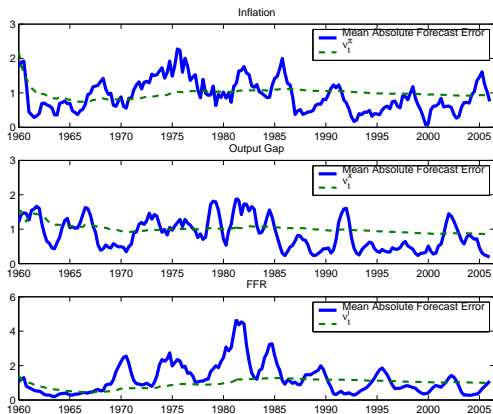 Inflation
3
2
1
0
Mean Absolute Forecast Error
ν_t^π
1960 1965 1970 1975 1980 1985 1990 1995 2000 2005
Output Gap
3
2
1
0
Mean Absolute Forecast Error
ν_t^x
1960 1965 1970 1975 1980 1985 1990 1995 2000 2005
FFR
6
4
2
0
Mean Absolute Forecast Error
ν_t^i
1960 1965 1970 1975 1980 1985 1990 1995 2000 2005